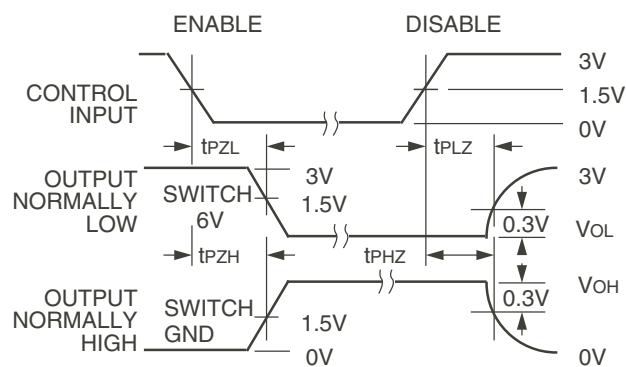 ENABLE
DISABLE
CONTROL
INPUT
3V
1.5V
0V
tPZL
tPLZ
OUTPUT
NORMALLY
LOW
SWITCH
6V
3V
1.5V
3V
0.3V
VOL
tPZH
tPHZ
OUTPUT
NORMALLY
HIGH
SWITCH
GND
1.5V
0V
0.3V
VOH
0V